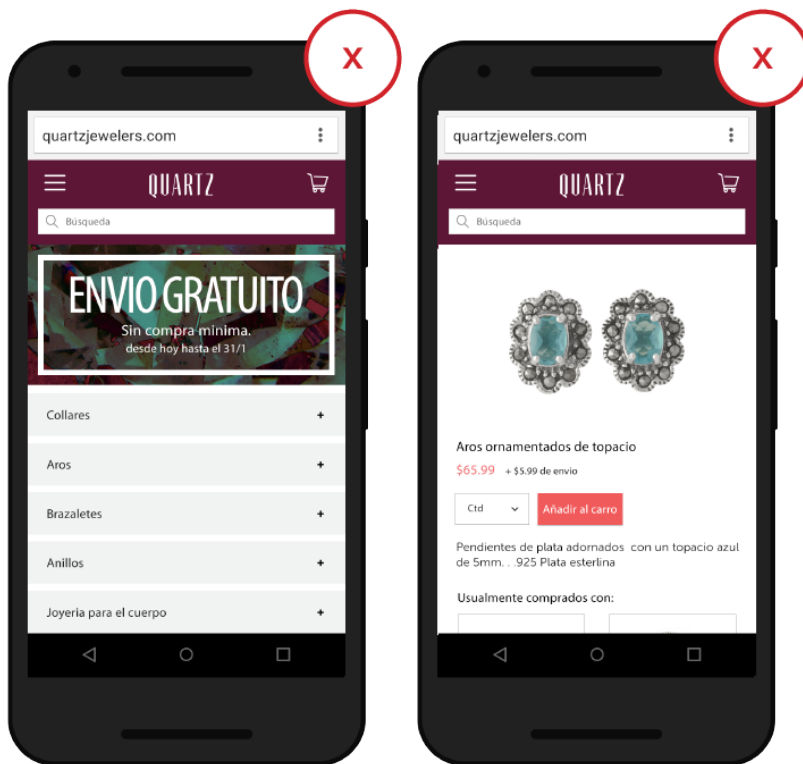 X
quartzjewelers.com
QUARTZ
Búsqueda
ENVIO GRATUITO
Sin compra minima.
desde hoy hasta el 31/1
Collares +
Aros +
Brazaletes +
Anillos +
Joyeria para el cuerpo +
X
quartzjewelers.com
QUARTZ
Búsqueda
Aros ornamentados de topacio
$65.99 + $5.99 de envio
Ctd Añadir al carro
Pendientes de plata adornados con un topacio azul
de 5mm. . .925 Plata esterlina
Usualmente comprados con: